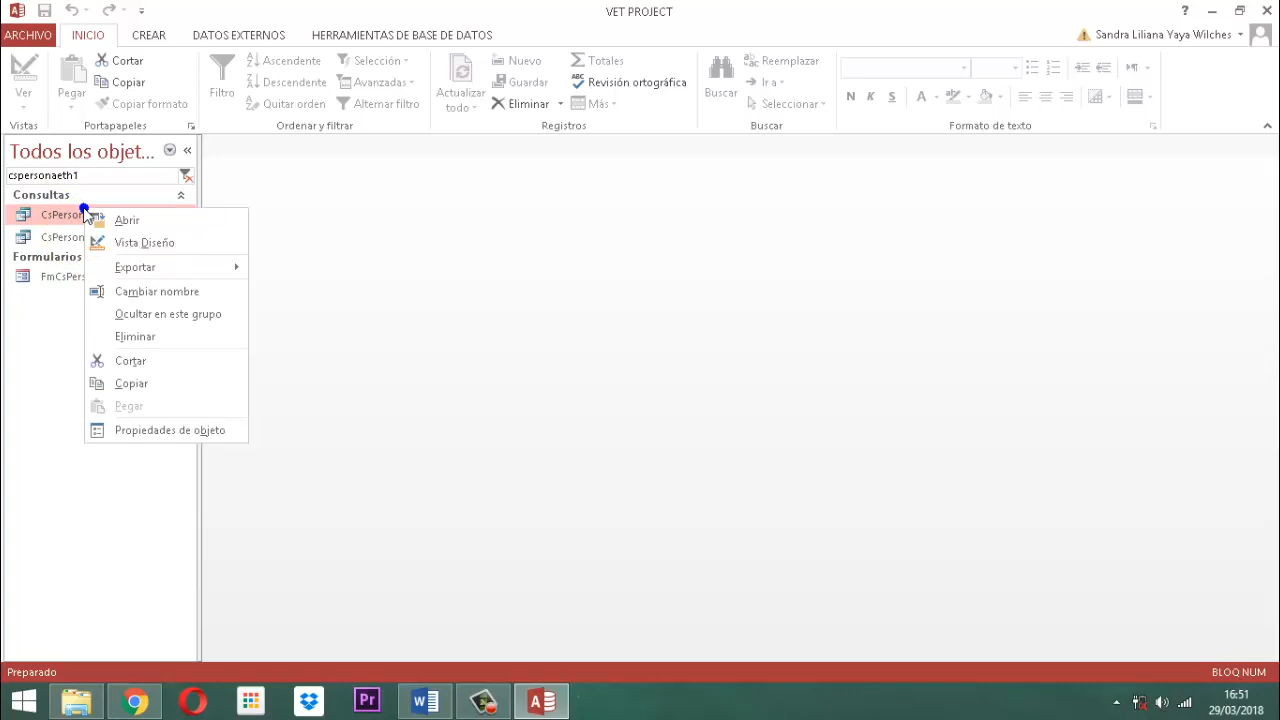 VET PROJECT
?
ARCHIVO INICIO CREAR DATOS EXTERNOS HERRAMIENTAS DE BASE DE DATOS Sandra Liliana Yaya Wilches
Ver
Vistas
Pegar
Cortar
Copiar
Copiar formato
Portapapeles
Filtro
Ascendente
Descendente
Quitar orden
Selección
Avanzadas
Alternar filtro
Ordenar y filtrar
Actualizar todo
Nuevo
Guardar
Eliminar
Totales
Revisión ortográfica
Más
Registros
Buscar
Reemplazar
Ir a
Seleccionar
Buscar
N K S A
Formato de texto
Todos los objet...
cspersonaeth1
Consultas
CsPerson
CsPerson
Formularios
FmCsPers
Abrir
Vista Diseño
Exportar
Cambiar nombre
Ocultar en este grupo
Eliminar
Cortar
Copiar
Pegar
Propiedades de objeto
Preparado
BLOQ NUM
Pr
16:51
29/03/2018